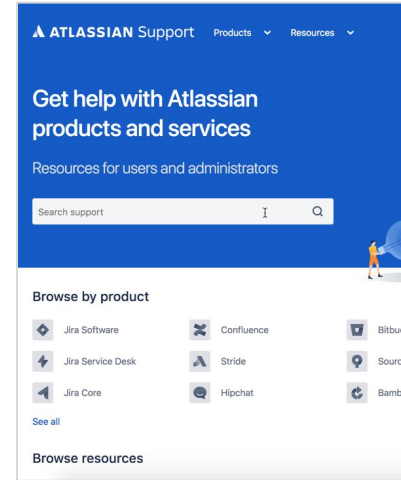 ATLASSIAN Support Products Resources
Get help with Atlassian
products and services
Resources for users and administrators
Search support
Browse by product
Jira Software Confluence
Jira Service Desk Stride
Jira Core Hipchat
See all
Browse resources